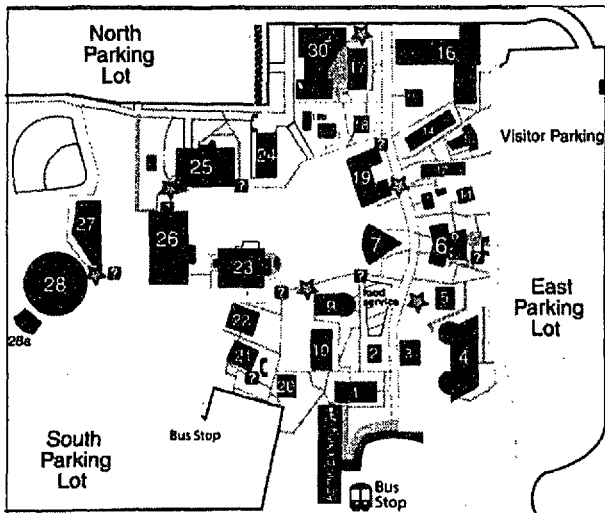 North
Parking
Lot
30
17
16
14
Visitor Parking
25
24
?
19
?
27
26
28
?
28a
23
7
6
?
?
?
food
service
5
East
Parking
Lot
22
21
10
2
3
4
?
20
1
South
Parking
Lot
Bus Stop
Bus
Stop